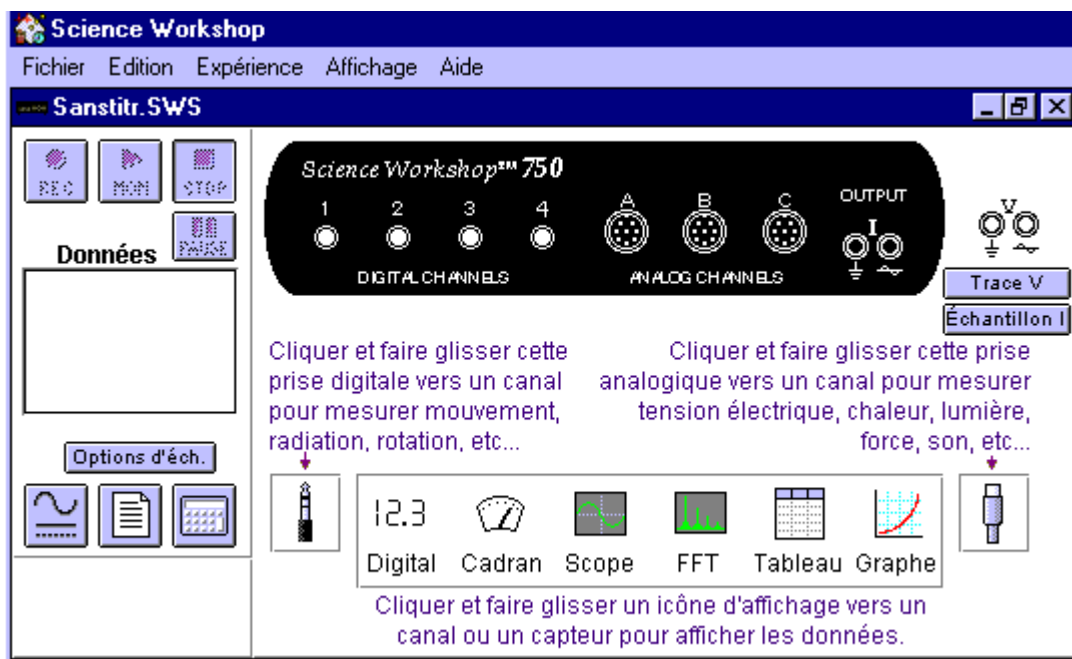 Science Workshop
Fichier Edition Expérience Affichage Aide
Sanstitr.SWS
REC MON STOP
PAUSE
Données
Options d'éch.
Science Workshop™ 750
1 2 3 4
DIGITAL CHANNELS
A B C
ANALOG CHANNELS
OUTPUT
I
V
Trace V
Échantillon I
Cliquer et faire glisser cette
prise digitale vers un canal
pour mesurer mouvement,
radiation, rotation, etc...
Cliquer et faire glisser cette prise
analogique vers un canal pour mesurer
tension électrique, chaleur, lumière,
force, son, etc...
12.3
Digital Cadran Scope FFT Tableau Graphe
Cliquer et faire glisser un icône d'affichage vers un
canal ou un capteur pour afficher les données.